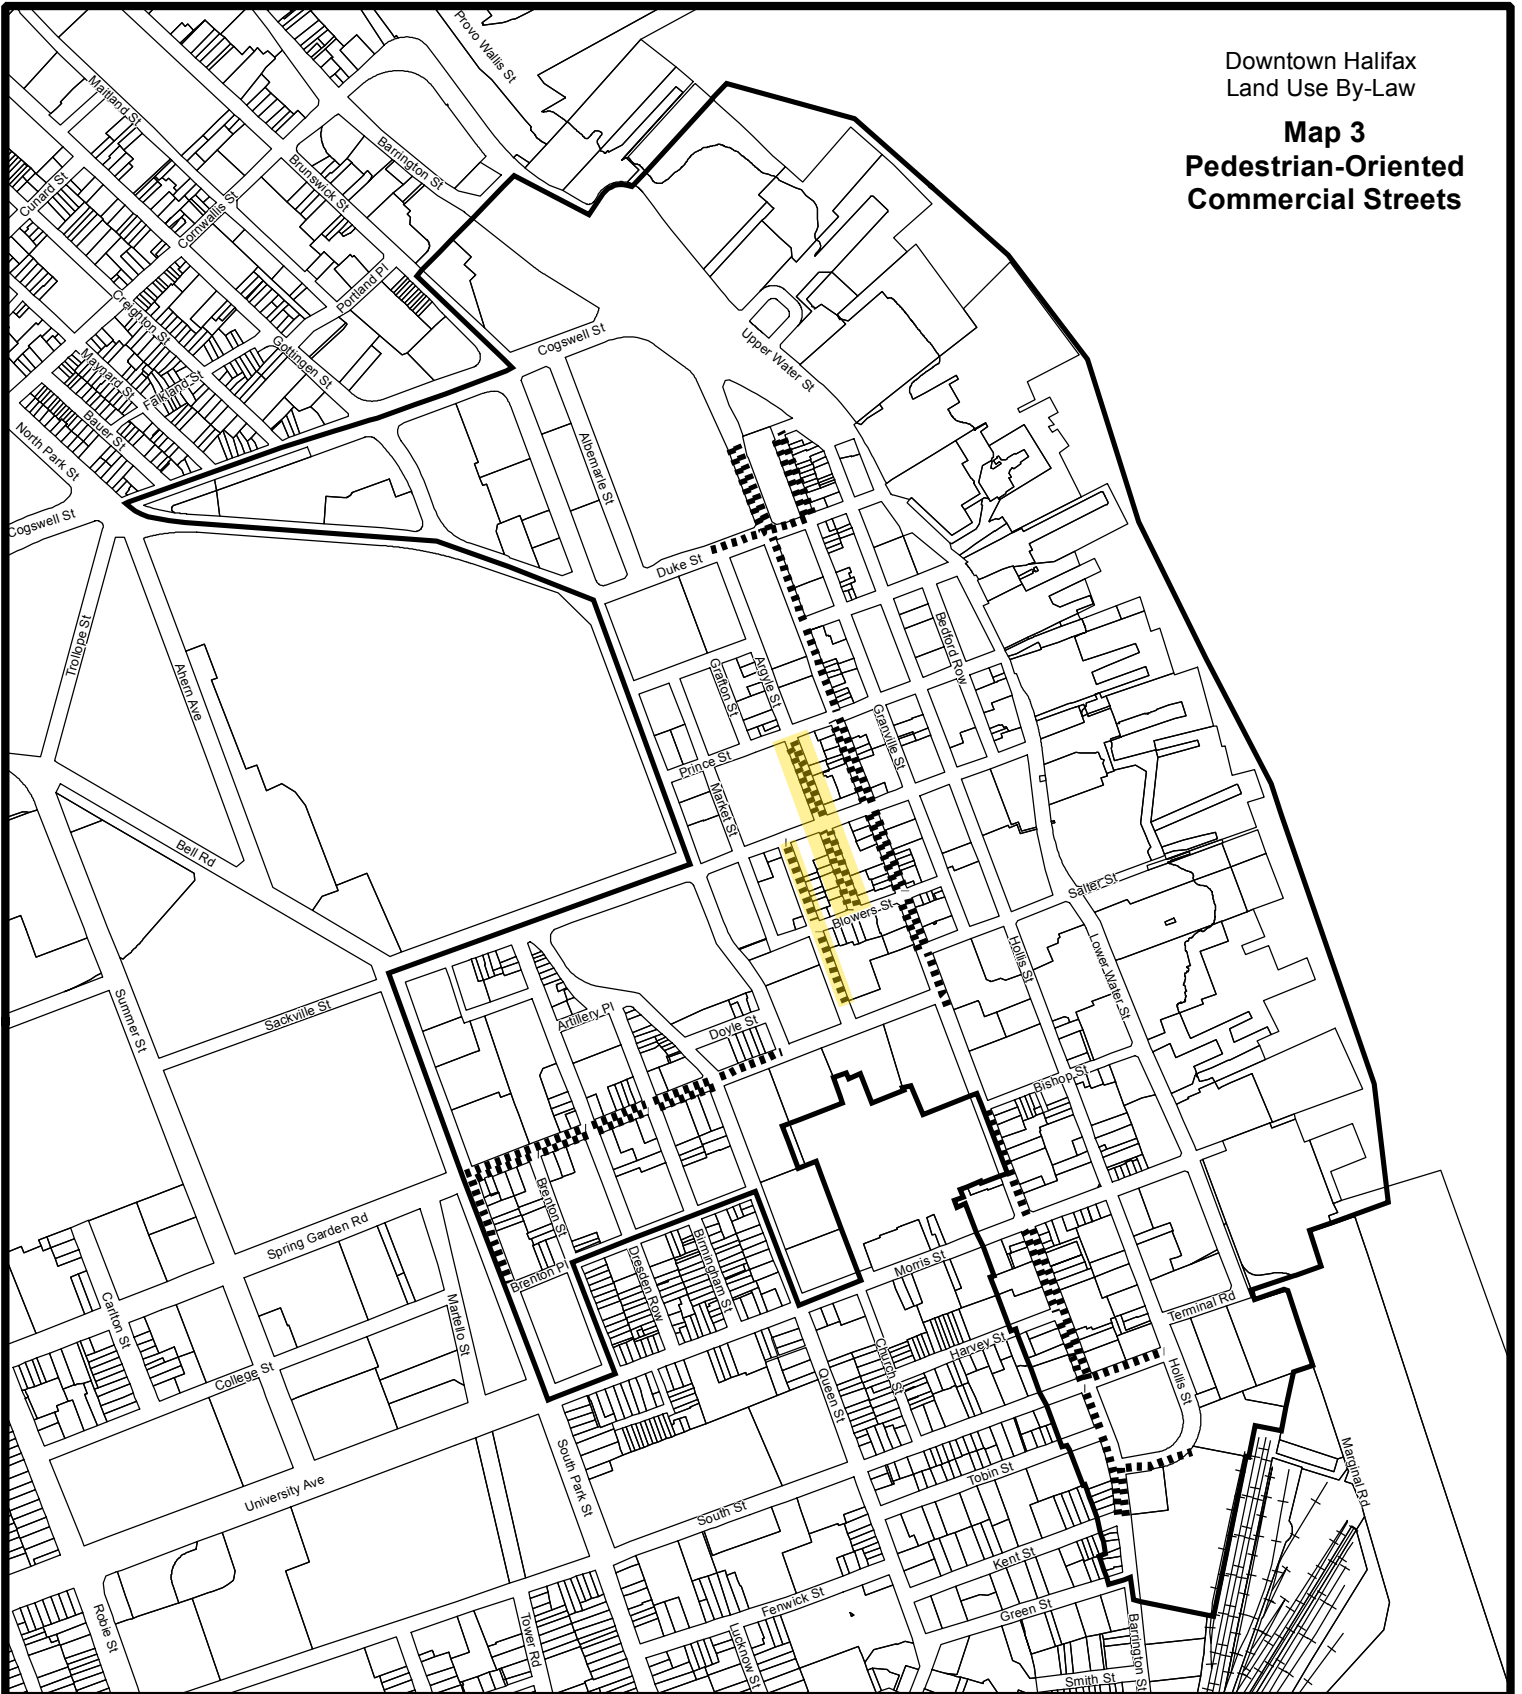 Downtown Halifax
Land Use By-Law
Map 3
Pedestrian-Oriented
Commercial Streets
Provo Wallis St
Maitland St
Barrington St
Brunswick St
Cunard St
Cornwallis St
Portland Pl
Creighton St
Gottingen St
Maynard St
Falkland St
Bauer St
North Park St
Cogswell St
Cogswell St
Upper Water St
Albemarle St
Duke St
Trollope St
Ahern Ave
Bedford Row
Grafton St
Argyle St
Granville St
Prince St
Market St
Bell Rd
Salter St
Blowers St
Hollis St
Lower Water St
Summer St
Sackville St
Artillery Pl
Doyle St
Bishop St
Brenton St
Spring Garden Rd
Brenton Pl
Dresden Row
Birmingham St
Morris St
Carlton St
Martello St
Terminal Rd
Church St
Harvey St
College St
Queen St
Hollis St
South Park St
Marginal Rd
University Ave
Tobin St
South St
Kent St
Fenwick St
Green St
Robie St
Tower Rd
Lucknow St
Barrington St
Smith St